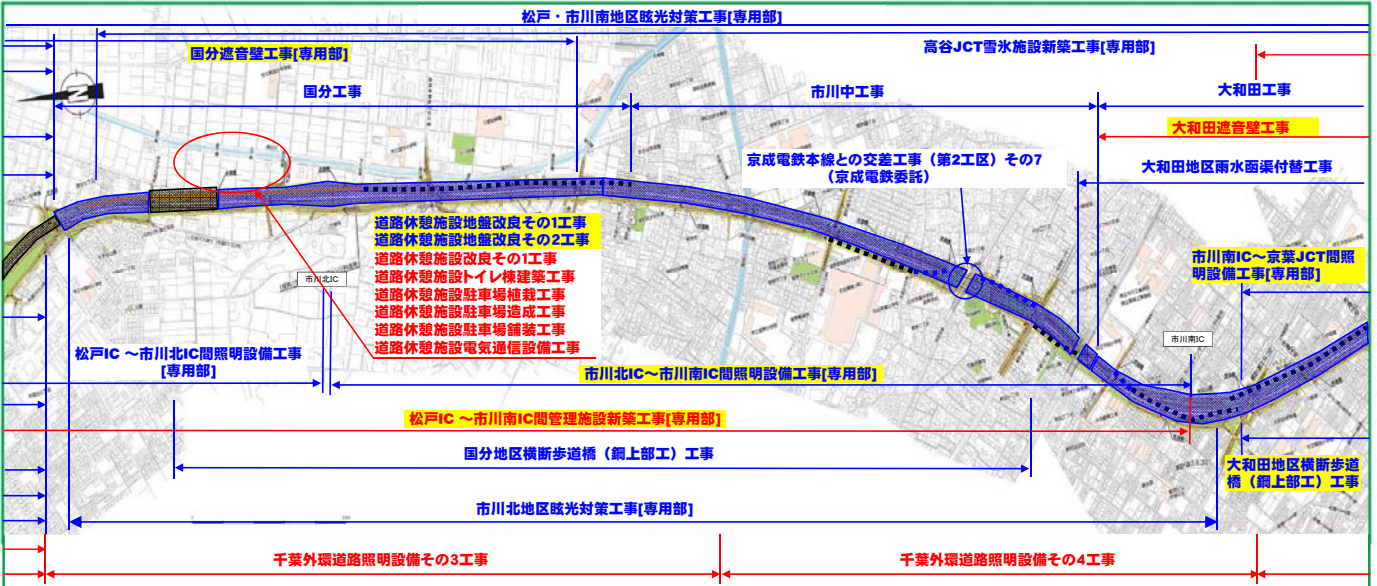 松戸・市川南地区眩光対策工事[専用部]
国分遮音壁工事[専用部]
高谷JCT雪氷施設新築工事[専用部]
国分工事
市川中工事
大和田工事
大和田遮音壁工事
京成電鉄本線との交差工事（第2工区）その7
（京成電鉄委託）
大和田地区雨水函渠付替工事
道路休憩施設地盤改良その1工事
道路休憩施設地盤改良その2工事
道路休憩施設改良その1工事
道路休憩施設トイレ棟建築工事
道路休憩施設駐車場植栽工事
道路休憩施設駐車場造成工事
道路休憩施設駐車場舗装工事
道路休憩施設電気通信設備工事
市川北IC
市川南IC～京葉JCT間照
明設備工事[専用部]
市川南IC
松戸IC ～市川北IC間照明設備工事
[専用部]
市川北IC～市川南IC間照明設備工事[専用部]
松戸IC ～市川南IC間管理施設新築工事[専用部]
国分地区横断歩道橋（鋼上部工）工事
大和田地区横断歩道
橋（鋼上部工）工事
市川北地区眩光対策工事[専用部]
千葉外環道路照明設備その3工事
千葉外環道路照明設備その4工事